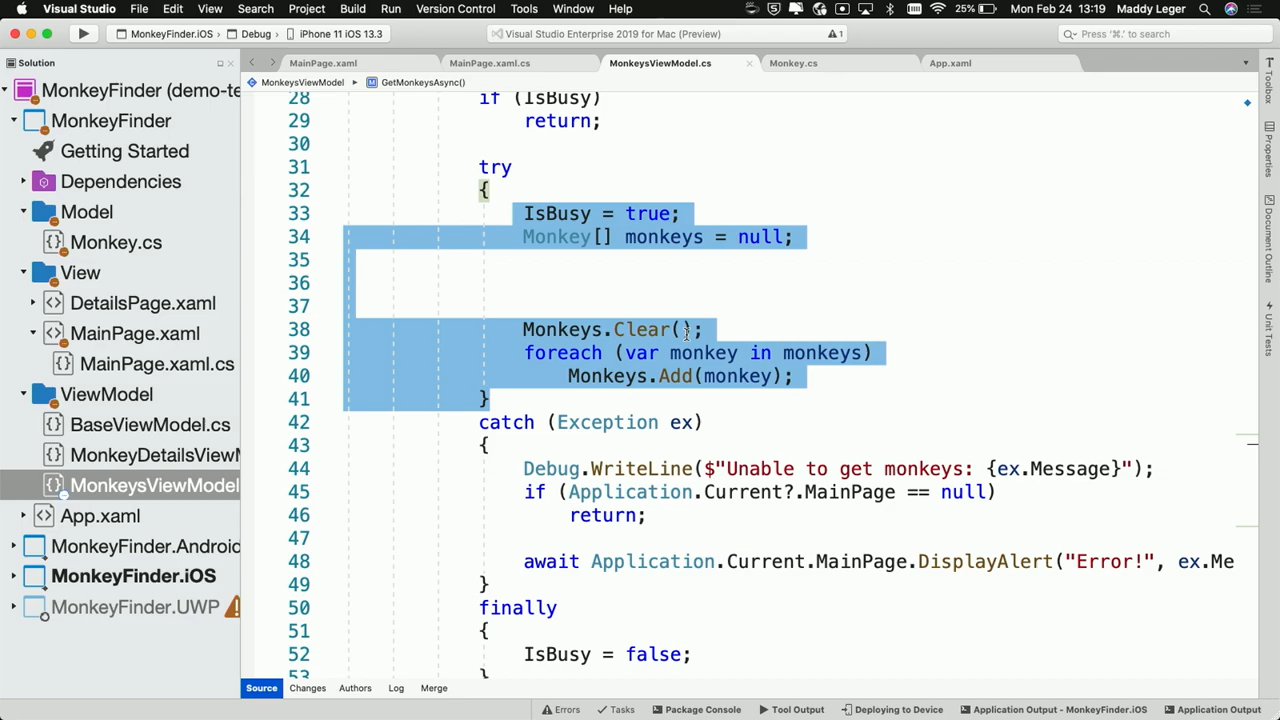 Visual Studio File Edit View Search Project Build Run Version Control Tools Window Help 25% Mon Feb 24 13:19 Maddy Leger
MonkeyFinder.iOS Debug iPhone 11 iOS 13.3 Visual Studio Enterprise 2019 for Mac (Preview) 1 Press '⌘.' to search
Solution
MonkeyFinder (demo-te
MonkeyFinder
Getting Started
Dependencies
Model
Monkey.cs
View
DetailsPage.xaml
MainPage.xaml
MainPage.xaml.cs
ViewModel
BaseViewModel.cs
MonkeyDetailsViewM
MonkeysViewModel
App.xaml
MonkeyFinder.Android
MonkeyFinder.iOS
MonkeyFinder.UWP
MainPage.xaml MainPage.xaml.cs MonkeysViewModel.cs Monkey.cs App.xaml
MonkeysViewModel GetMonkeysAsync()
28 if (IsBusy)
29 return;
30
31 try
32 {
33 IsBusy = true;
34 Monkey[] monkeys = null;
35
36
37
38 Monkeys.Clear();
39 foreach (var monkey in monkeys)
40 Monkeys.Add(monkey);
41 }
42 catch (Exception ex)
43 {
44 Debug.WriteLine($"Unable to get monkeys: {ex.Message}");
45 if (Application.Current?.MainPage == null)
46 return;
47
48 await Application.Current.MainPage.DisplayAlert("Error!", ex.Me
49 }
50 finally
51 {
52 IsBusy = false;
53 }
Toolbox
Properties
Document Outline
Unit Tests
Source Changes Authors Log Merge
Errors Tasks Package Console Tool Output Deploying to Device Application Output - MonkeyFinder.iOS Application Output